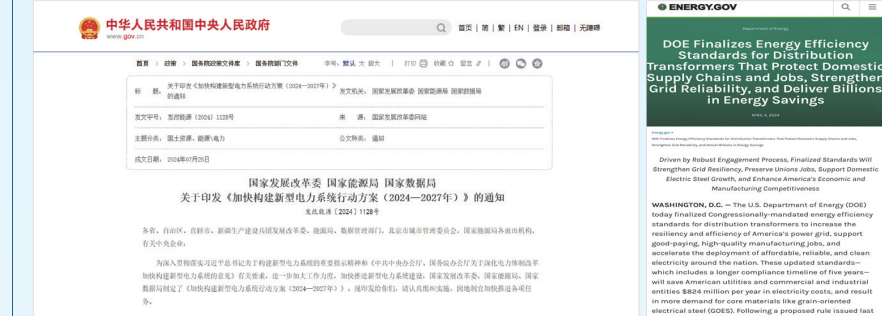 中华人民共和国中央人民政府
www.gov.cn
首页 | 简 | 繁 | EN | 登录 | 邮箱 | 无障碍
首页 > 政策 > 国务院政策文件库 > 国务院部门文件
字号：默认 大 超大 | 打印 收藏 留言 |
标 题： 关于印发《加快构建新型电力系统行动方案（2024—2027年）》的通知
发文机关： 国家发展改革委 国家能源局 国家数据局
发文字号： 发改能源〔2024〕1128号
来 源： 国家发展改革委网站
主题分类： 国土资源、能源\电力
公文种类： 通知
成文日期： 2024年07月25日
国家发展改革委 国家能源局 国家数据局
关于印发《加快构建新型电力系统行动方案（2024—2027年）》的通知
发改能源〔2024〕1128号
各省、自治区、直辖市、新疆生产建设兵团发展改革委、能源局、数据管理部门，北京市城市管理委员会，国家能源局各派出机构，
有关中央企业：
为深入贯彻落实习近平总书记关于构建新型电力系统的重要指示精神和《中共中央办公厅、国务院办公厅关于深化电力体制改革
加快构建新型电力系统的意见》有关要求，进一步加大工作力度，加快推进新型电力系统建设，国家发展改革委、国家能源局、国家
数据局制定了《加快构建新型电力系统行动方案（2024—2027年）》，现印发给你们，请认真组织实施，因地制宜加快推进各项任
务。
ENERGY.GOV
Department of Energy
DOE Finalizes Energy Efficiency
Standards for Distribution
Transformers That Protect Domestic
Supply Chains and Jobs, Strengthen
Grid Reliability, and Deliver Billions
in Energy Savings
APRIL 4, 2024
Energy.gov
DOE Finalizes Energy Efficiency Standards for Distribution Transformers That Protect Domestic Supply Chains and Jobs,
Strengthen Grid Reliability, and Deliver Billions in Energy Savings
Driven by Robust Engagement Process, Finalized Standards Will
Strengthen Grid Resiliency, Preserve Unions Jobs, Support Domestic
Electric Steel Growth, and Enhance America's Economic and
Manufacturing Competitiveness
WASHINGTON, D.C. — The U.S. Department of Energy (DOE)
today finalized Congressionally-mandated energy efficiency
standards for distribution transformers to increase the
resiliency and efficiency of America's power grid, support
good-paying, high-quality manufacturing jobs, and
accelerate the deployment of affordable, reliable, and clean
electricity around the nation. These updated standards—
which includes a longer compliance timeline of five years—
will save American utilities and commercial and industrial
entities $824 million per year in electricity costs, and result
in more demand for core materials like grain-oriented
electrical steel (GOES). Following a proposed rule issued last